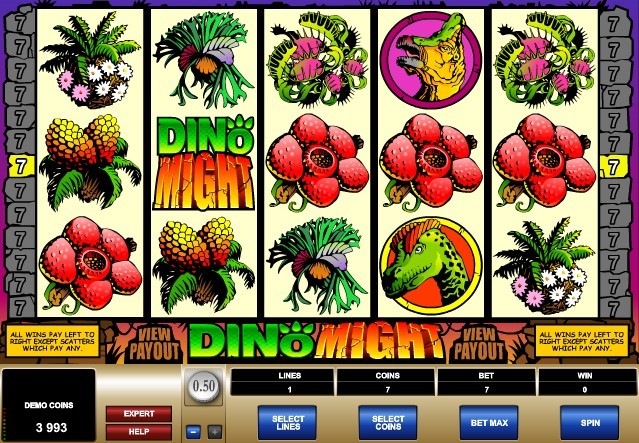 DINO
MIGHT
7
7
ALL WINS PAY LEFT TO
RIGHT EXCEPT SCATTERS
WHICH PAY ANY.
VIEW
PAYOUT
DINO MIGHT
VIEW
PAYOUT
ALL WINS PAY LEFT TO
RIGHT EXCEPT SCATTERS
WHICH PAY ANY.
DEMO COINS
3 993
EXPERT
HELP
0.50
- +
LINES
1
COINS
7
BET
7
WIN
0
SELECT
LINES
SELECT
COINS
BET MAX
SPIN